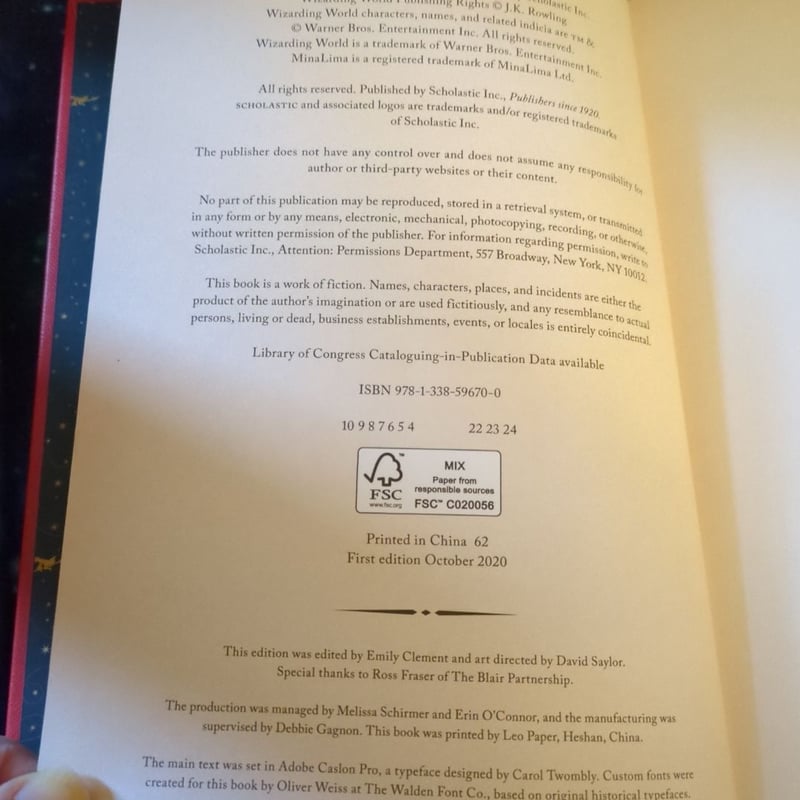 Publishing Rights © J.K. Rowling
Wizarding World characters, names, and related indicia are TM &
© Warner Bros. Entertainment Inc. All rights reserved.
Wizarding World is a trademark of Warner Bros. Entertainment Inc.
MinaLima is a registered trademark of MinaLima Ltd.
All rights reserved. Published by Scholastic Inc., Publishers since 1920.
SCHOLASTIC and associated logos are trademarks and/or registered trademarks
of Scholastic Inc.
The publisher does not have any control over and does not assume any responsibility for
author or third-party websites or their content.
No part of this publication may be reproduced, stored in a retrieval system, or transmitted
in any form or by any means, electronic, mechanical, photocopying, recording, or otherwise,
without written permission of the publisher. For information regarding permission, write to
Scholastic Inc., Attention: Permissions Department, 557 Broadway, New York, NY 10012.
This book is a work of fiction. Names, characters, places, and incidents are either the
product of the author's imagination or are used fictitiously, and any resemblance to actual
persons, living or dead, business establishments, events, or locales is entirely coincidental.
Library of Congress Cataloguing-in-Publication Data available
ISBN 978-1-338-59670-0
10 9 8 7 6 5 4 22 23 24
FSC™
www.fsc.org
MIX
Paper from
responsible sources
FSC™ C020056
Printed in China 62
First edition October 2020
This edition was edited by Emily Clement and art directed by David Saylor.
Special thanks to Ross Fraser of The Blair Partnership.
The production was managed by Melissa Schirmer and Erin O'Connor, and the manufacturing was
supervised by Debbie Gagnon. This book was printed by Leo Paper, Heshan, China.
The main text was set in Adobe Caslon Pro, a typeface designed by Carol Twombly. Custom fonts were
created for this book by Oliver Weiss at The Walden Font Co., based on original historical typefaces.